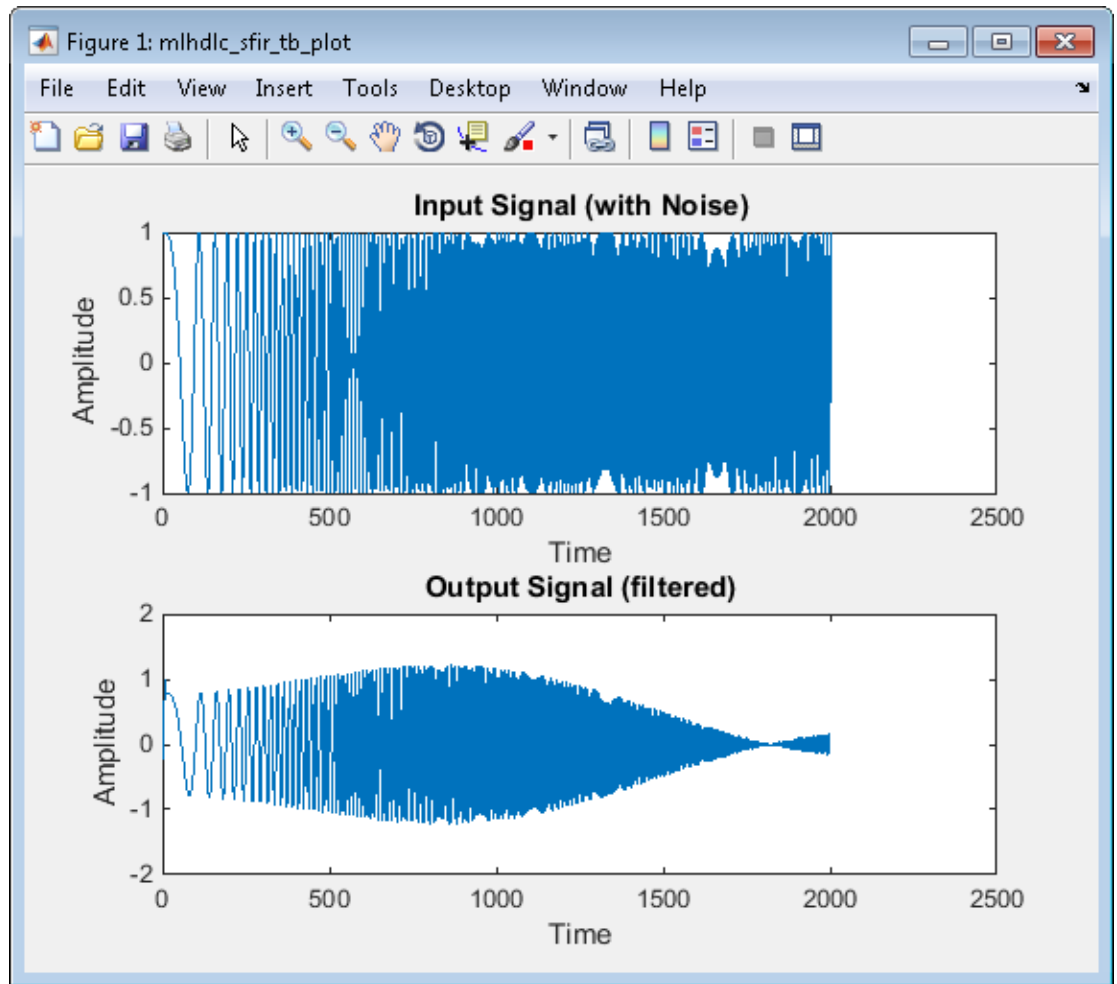 Figure 1: mlhdlc_sfir_tb_plot
File Edit View Insert Tools Desktop Window Help
Input Signal (with Noise)
1
0.5
0
-0.5
-1
Amplitude
0 500 1000 1500 2000 2500
Time
Output Signal (filtered)
2
1
0
-1
-2
Amplitude
0 500 1000 1500 2000 2500
Time